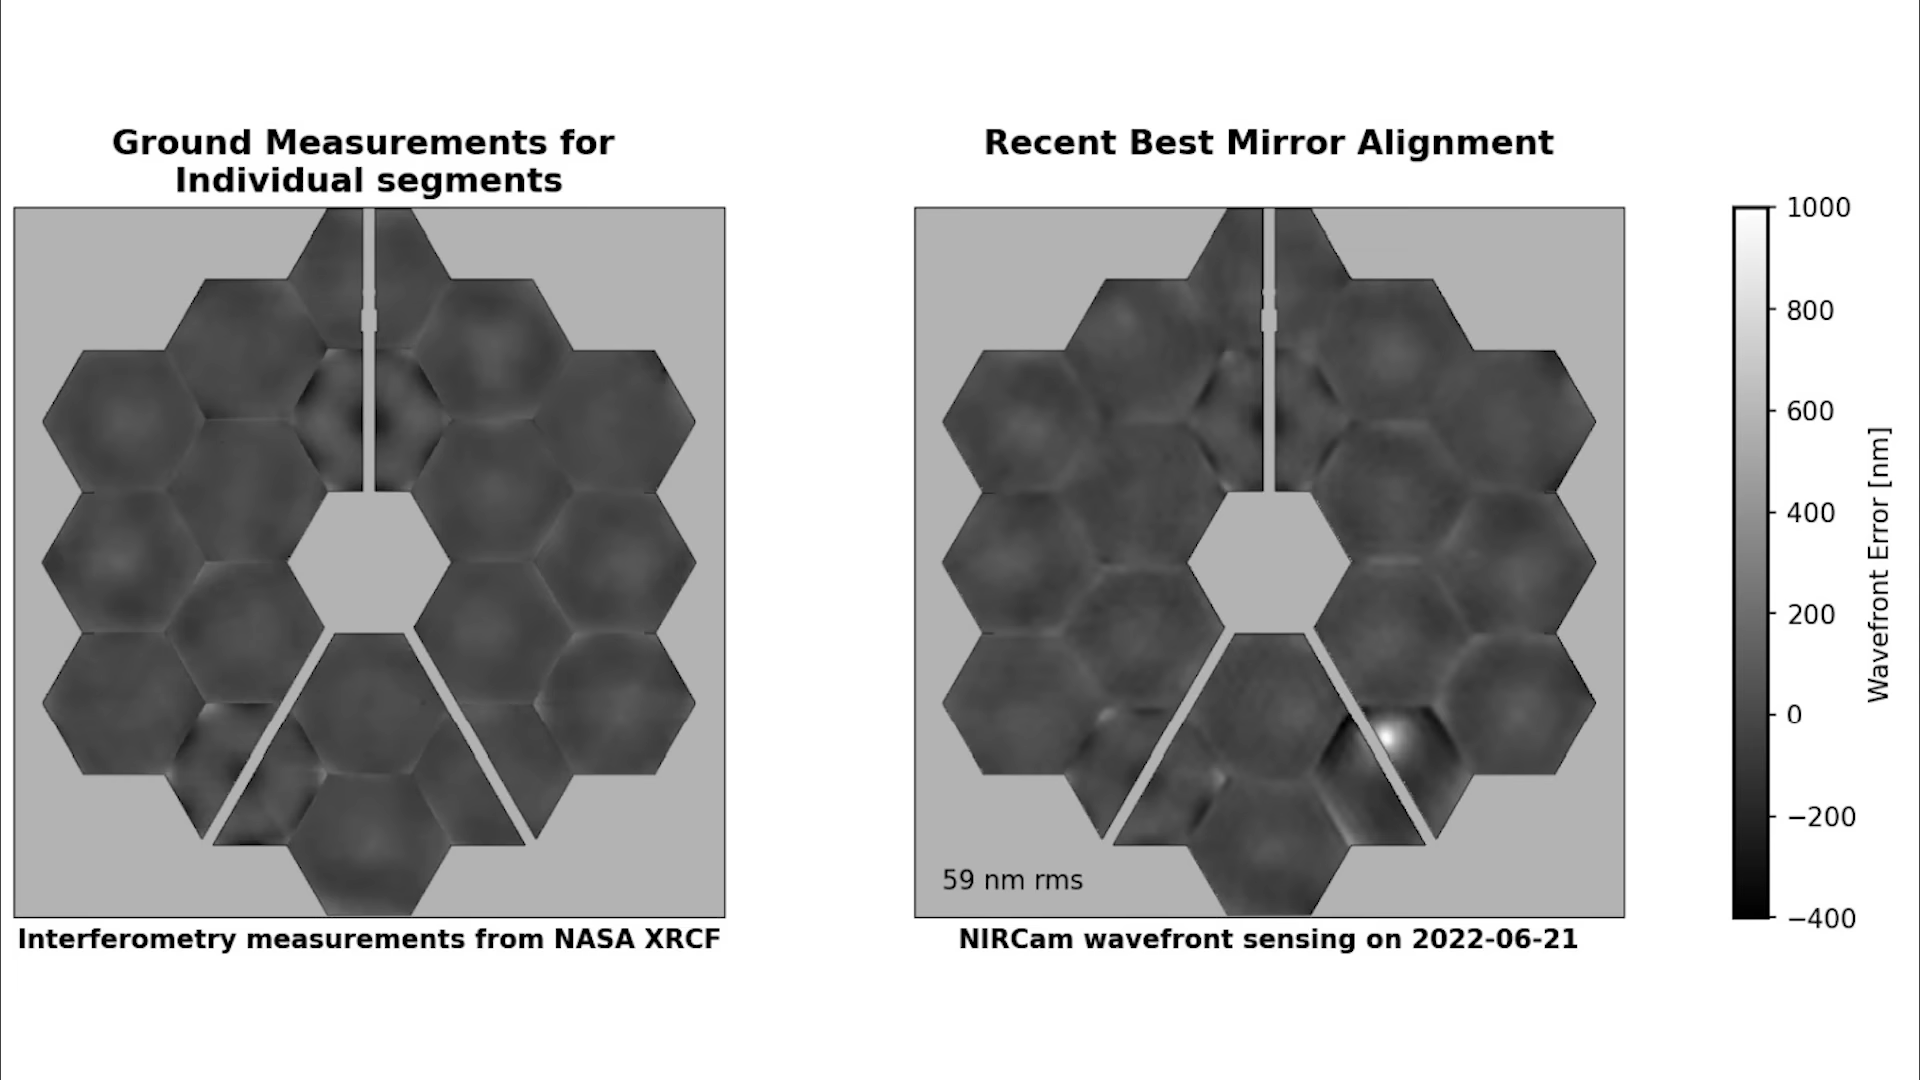 Ground Measurements for
Individual segments
Recent Best Mirror Alignment
59 nm rms
Interferometry measurements from NASA XRCF
NIRCam wavefront sensing on 2022-06-21
1000
800
600
400
200
0
−200
−400
Wavefront Error [nm]